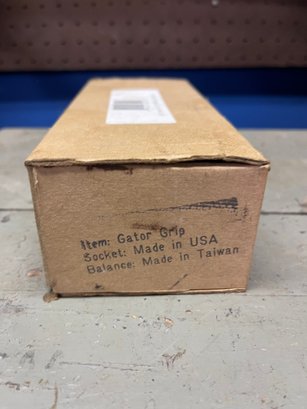 Item: Gator Grip
Socket: Made in USA
Balance: Made in Taiwan